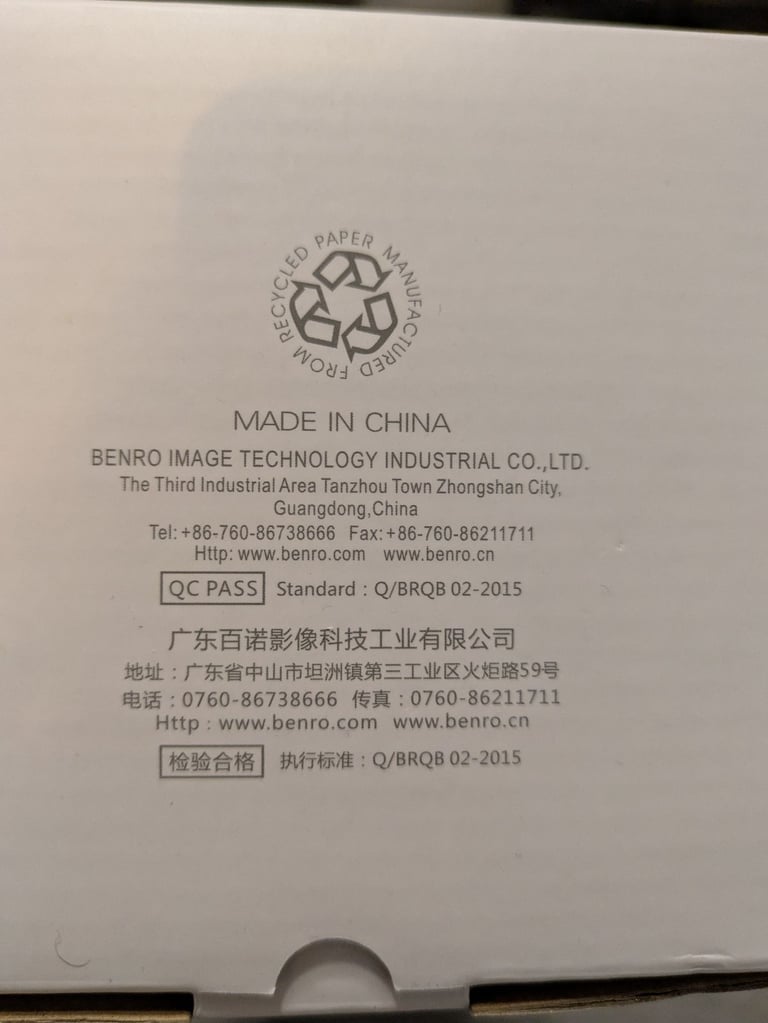 MANUFACTURED FROM RECYCLED PAPER
MADE IN CHINA
BENRO IMAGE TECHNOLOGY INDUSTRIAL CO.,LTD.
The Third Industrial Area Tanzhou Town Zhongshan City,
Guangdong,China
Tel:+86-760-86738666 Fax:+86-760-86211711
Http: www.benro.com www.benro.cn
QC PASS Standard : Q/BRQB 02-2015
广东百诺影像科技工业有限公司
地址：广东省中山市坦洲镇第三工业区火炬路59号
电话：0760-86738666 传真：0760-86211711
Http : www.benro.com www.benro.cn
检验合格 执行标准：Q/BRQB 02-2015